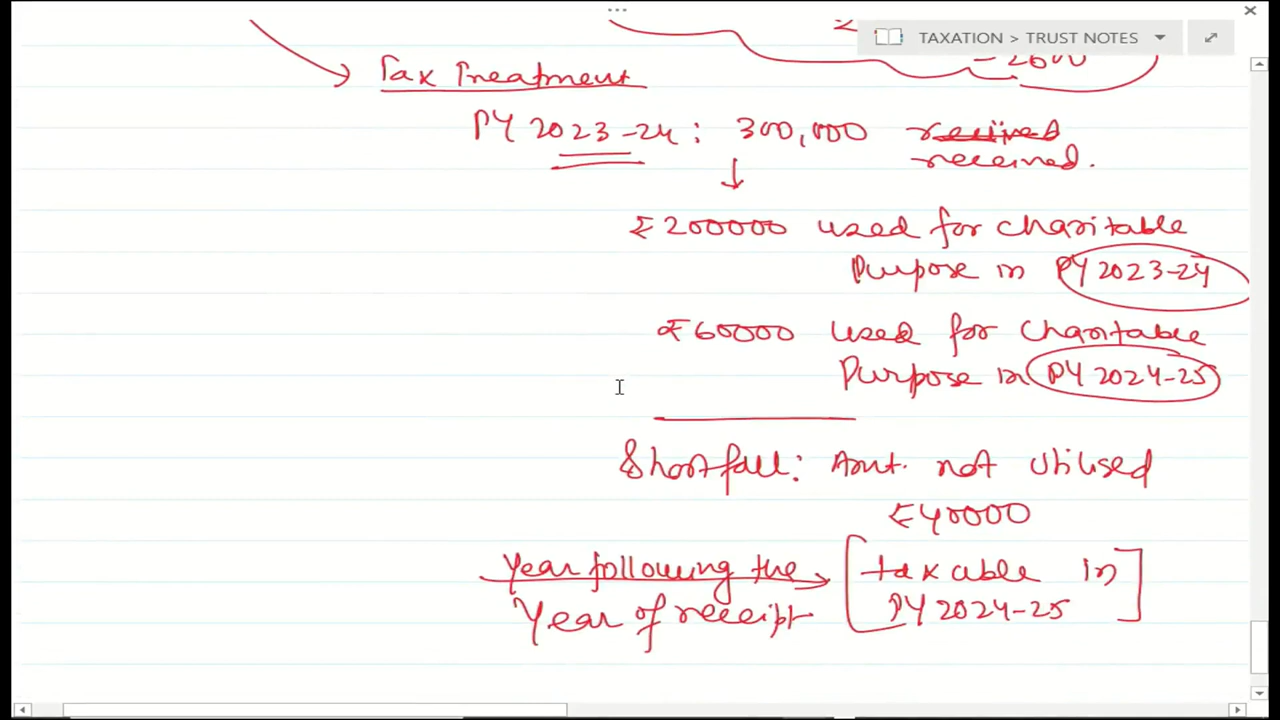 TAXATION > TRUST NOTES
= 2600
Tax Treatment
PY 2023-24 : 300,000 received
received.
₹200000 used for charitable
Purpose in PY 2023-24
₹60000 used for charitable
Purpose in PY 2024-25
Shortfall: Amt. not utilised
₹40000
Year following the [taxable in
Year of receipt PY 2024-25]